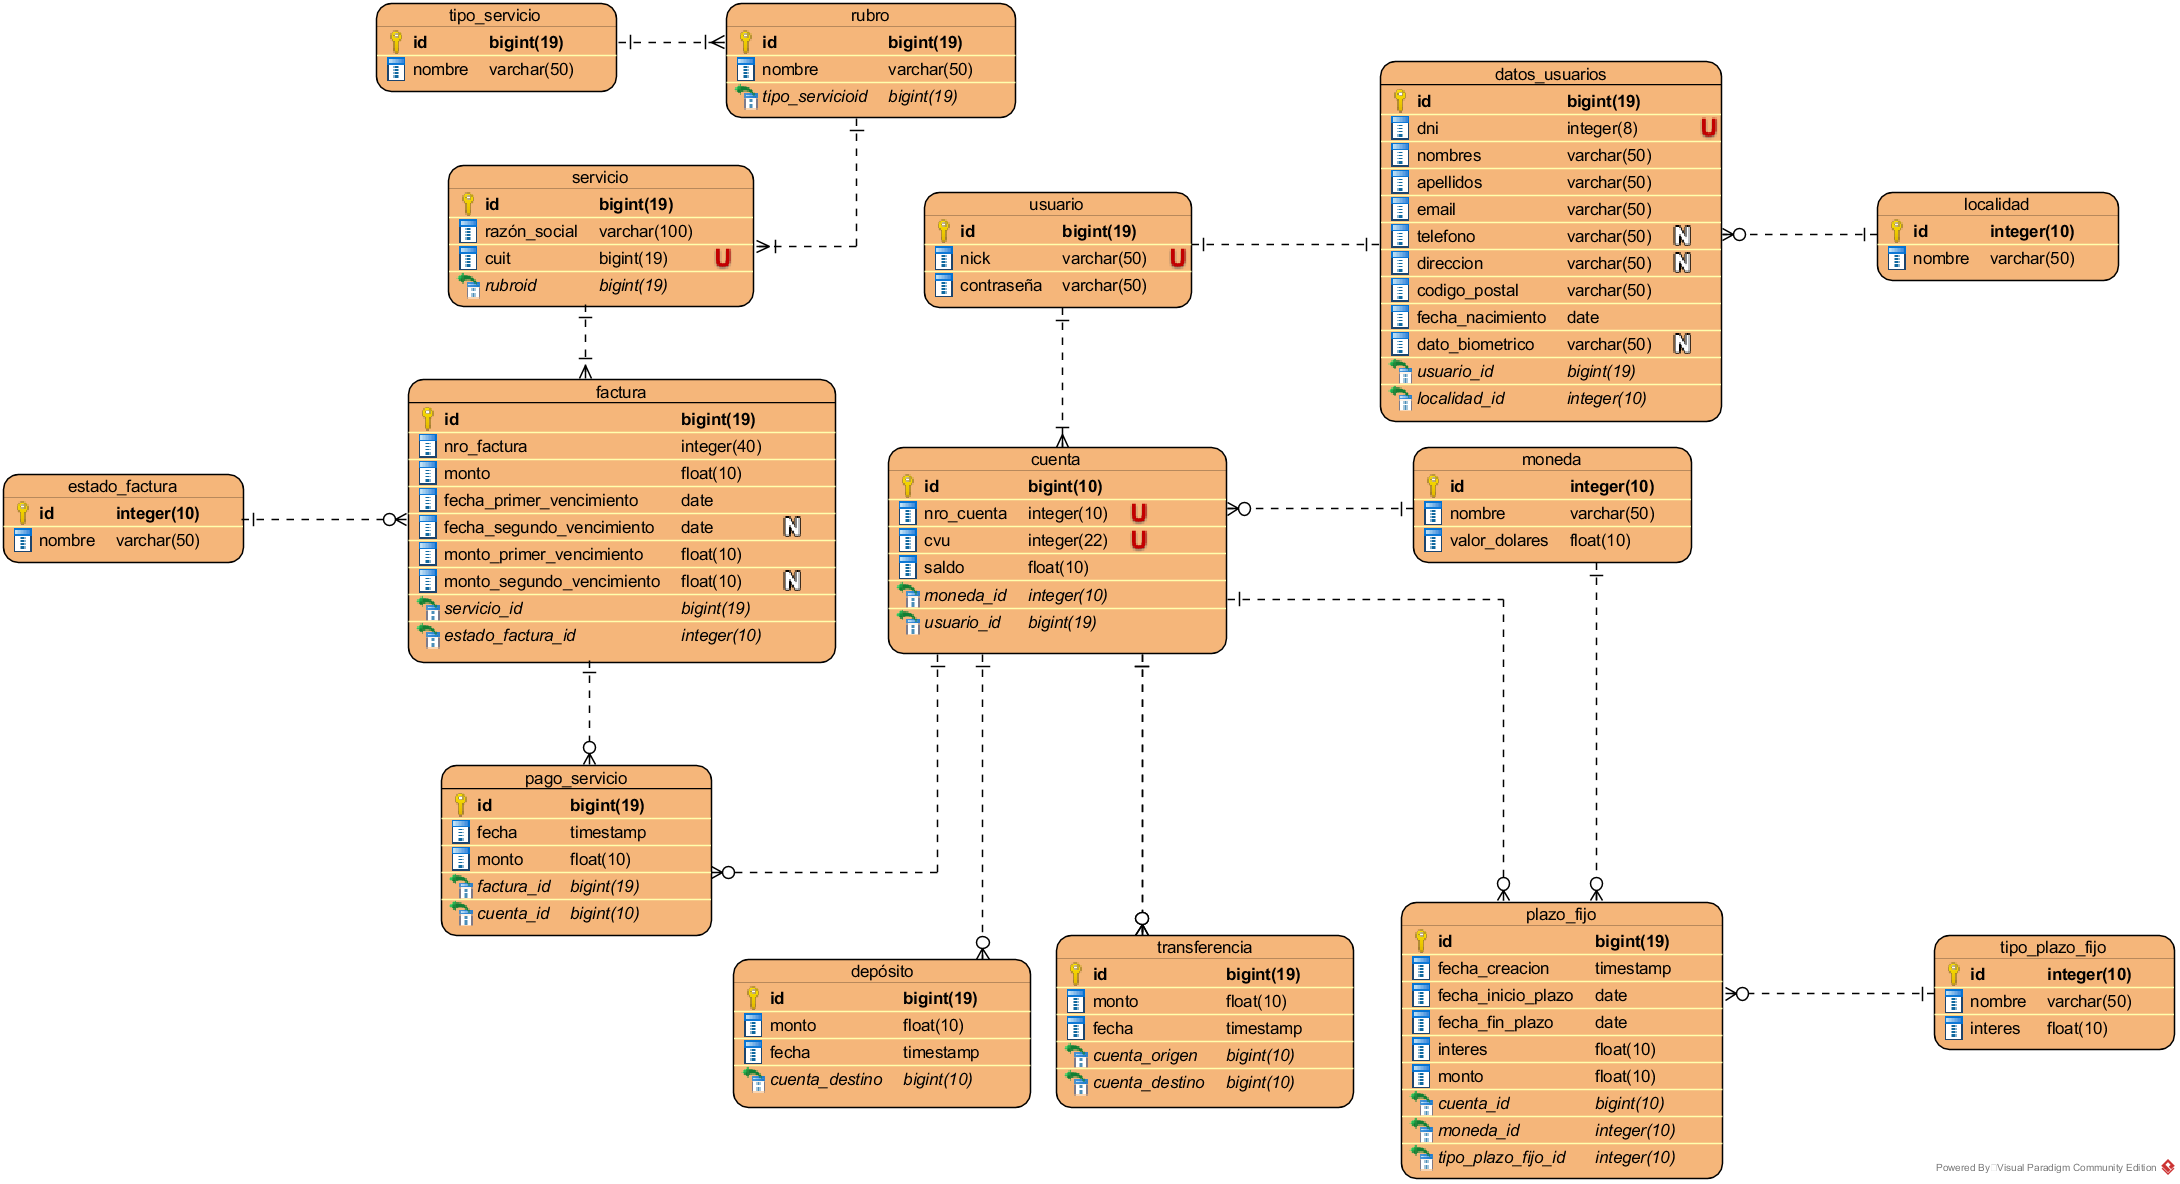 tipo_servicio
id bigint(19)
nombre varchar(50)
rubro
id bigint(19)
nombre varchar(50)
tipo_servicioid bigint(19)
datos_usuarios
id bigint(19)
dni integer(8) U
nombres varchar(50)
apellidos varchar(50)
email varchar(50)
telefono varchar(50) N
direccion varchar(50) N
codigo_postal varchar(50)
fecha_nacimiento date
dato_biometrico varchar(50) N
usuario_id bigint(19)
localidad_id integer(10)
servicio
id bigint(19)
razón_social varchar(100)
cuit bigint(19) U
rubroid bigint(19)
usuario
id bigint(19)
nick varchar(50) U
contraseña varchar(50)
localidad
id integer(10)
nombre varchar(50)
factura
id bigint(19)
nro_factura integer(40)
monto float(10)
fecha_primer_vencimiento date
fecha_segundo_vencimiento date N
monto_primer_vencimiento float(10)
monto_segundo_vencimiento float(10) N
servicio_id bigint(19)
estado_factura_id integer(10)
estado_factura
id integer(10)
nombre varchar(50)
cuenta
id bigint(10)
nro_cuenta integer(10) U
cvu integer(22) U
saldo float(10)
moneda_id integer(10)
usuario_id bigint(19)
moneda
id integer(10)
nombre varchar(50)
valor_dolares float(10)
pago_servicio
id bigint(19)
fecha timestamp
monto float(10)
factura_id bigint(19)
cuenta_id bigint(10)
depósito
id bigint(19)
monto float(10)
fecha timestamp
cuenta_destino bigint(10)
transferencia
id bigint(19)
monto float(10)
fecha timestamp
cuenta_origen bigint(10)
cuenta_destino bigint(10)
plazo_fijo
id bigint(19)
fecha_creacion timestamp
fecha_inicio_plazo date
fecha_fin_plazo date
interes float(10)
monto float(10)
cuenta_id bigint(10)
moneda_id integer(10)
tipo_plazo_fijo_id integer(10)
tipo_plazo_fijo
id integer(10)
nombre varchar(50)
interes float(10)
Powered By Visual Paradigm Community Edition